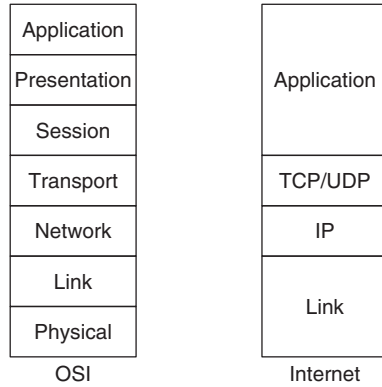 Application
Presentation
Session
Transport
Network
Link
Physical
OSI
Application
TCP/UDP
IP
Link
Internet